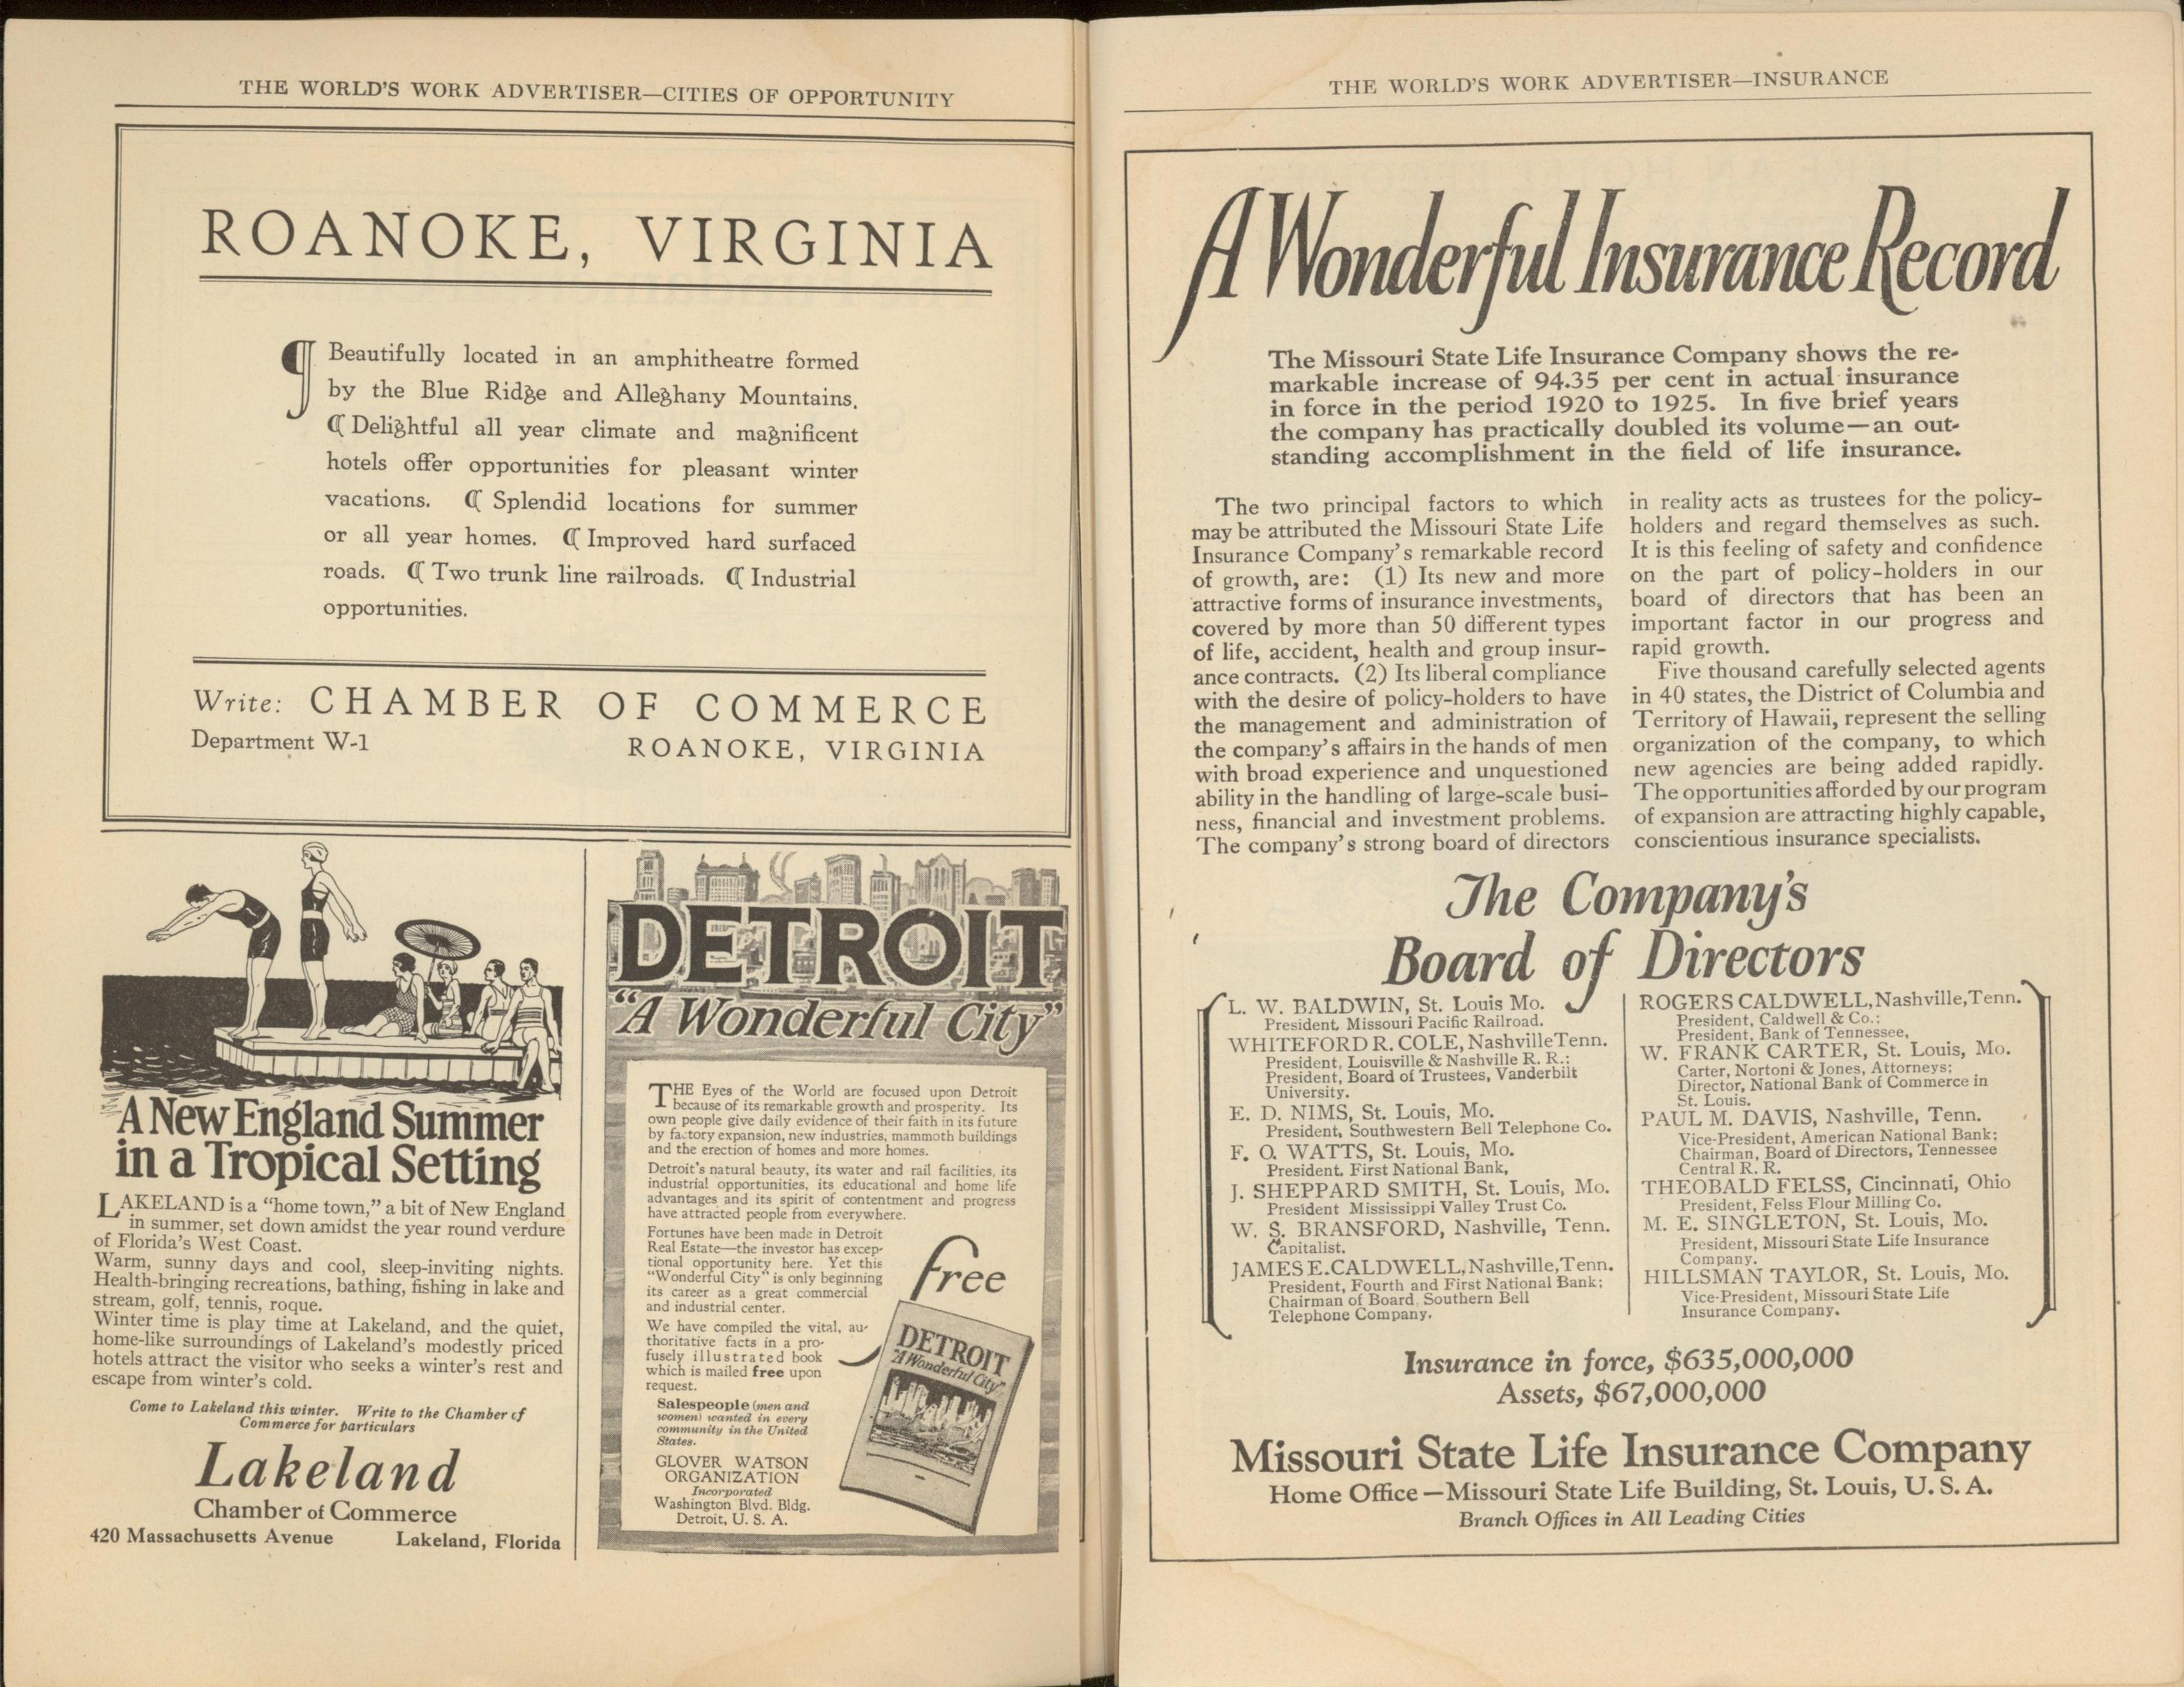 THE WORLD'S WORK ADVERTISER—CITIES OF OPPORTUNITY
ROANOKE, VIRGINIA
¶ Beautifully located in an amphitheatre formed
by the Blue Ridge and Alleghany Mountains.
⁋ Delightful all year climate and magnificent
hotels offer opportunities for pleasant winter
vacations. ⁋ Splendid locations for summer
or all year homes. ⁋ Improved hard surfaced
roads. ⁋ Two trunk line railroads. ⁋ Industrial
opportunities.
Write: CHAMBER OF COMMERCE
Department W-1 ROANOKE, VIRGINIA
A New England Summer
in a Tropical Setting
LAKELAND is a "home town," a bit of New England
in summer, set down amidst the year round verdure
of Florida's West Coast.
Warm, sunny days and cool, sleep-inviting nights.
Health-bringing recreations, bathing, fishing in lake and
stream, golf, tennis, roque.
Winter time is play time at Lakeland, and the quiet,
home-like surroundings of Lakeland's modestly priced
hotels attract the visitor who seeks a winter's rest and
escape from winter's cold.
Come to Lakeland this winter. Write to the Chamber of
Commerce for particulars
Lakeland
Chamber of Commerce
420 Massachusetts Avenue Lakeland, Florida
DETROIT
"A Wonderful City"
THE Eyes of the World are focused upon Detroit
because of its remarkable growth and prosperity. Its
own people give daily evidence of their faith in its future
by factory expansion, new industries, mammoth buildings
and the erection of homes and more homes.
Detroit's natural beauty, its water and rail facilities, its
industrial opportunities, its educational and home life
advantages and its spirit of contentment and progress
have attracted people from everywhere.
Fortunes have been made in Detroit
Real Estate—the investor has excep-
tional opportunity here. Yet this
"Wonderful City" is only beginning
its career as a great commercial
and industrial center.
We have compiled the vital, au-
thoritative facts in a pro-
fusely illustrated book
which is mailed free upon
request.
Salespeople (men and
women) wanted in every
community in the United
States.
GLOVER WATSON
ORGANIZATION
Incorporated
Washington Blvd. Bldg.
Detroit, U. S. A.
free
DETROIT
"A Wonderful City"
THE WORLD'S WORK ADVERTISER—INSURANCE
A Wonderful Insurance Record
The Missouri State Life Insurance Company shows the re-
markable increase of 94.35 per cent in actual insurance
in force in the period 1920 to 1925. In five brief years
the company has practically doubled its volume—an out-
standing accomplishment in the field of life insurance.
The two principal factors to which
may be attributed the Missouri State Life
Insurance Company's remarkable record
of growth, are: (1) Its new and more
attractive forms of insurance investments,
covered by more than 50 different types
of life, accident, health and group insur-
ance contracts. (2) Its liberal compliance
with the desire of policy-holders to have
the management and administration of
the company's affairs in the hands of men
with broad experience and unquestioned
ability in the handling of large-scale busi-
ness, financial and investment problems.
The company's strong board of directors
in reality acts as trustees for the policy-
holders and regard themselves as such.
It is this feeling of safety and confidence
on the part of policy-holders in our
board of directors that has been an
important factor in our progress and
rapid growth.
Five thousand carefully selected agents
in 40 states, the District of Columbia and
Territory of Hawaii, represent the selling
organization of the company, to which
new agencies are being added rapidly.
The opportunities afforded by our program
of expansion are attracting highly capable,
conscientious insurance specialists.
The Company's
Board of Directors
L. W. BALDWIN, St. Louis Mo.
President, Missouri Pacific Railroad.
WHITEFORD R. COLE, Nashville Tenn.
President, Louisville & Nashville R. R.;
President, Board of Trustees, Vanderbilt
University.
E. D. NIMS, St. Louis, Mo.
President, Southwestern Bell Telephone Co.
F. O. WATTS, St. Louis, Mo.
President, First National Bank,
J. SHEPPARD SMITH, St. Louis, Mo.
President Mississippi Valley Trust Co.
W. S. BRANSFORD, Nashville, Tenn.
Capitalist.
JAMES E. CALDWELL, Nashville, Tenn.
President, Fourth and First National Bank;
Chairman of Board, Southern Bell
Telephone Company.
ROGERS CALDWELL, Nashville, Tenn.
President, Caldwell & Co.;
President, Bank of Tennessee,
W. FRANK CARTER, St. Louis, Mo.
Carter, Nortoni & Jones, Attorneys;
Director, National Bank of Commerce in
St. Louis.
PAUL M. DAVIS, Nashville, Tenn.
Vice-President, American National Bank;
Chairman, Board of Directors, Tennessee
Central R. R.
THEOBALD FELSS, Cincinnati, Ohio
President, Felss Flour Milling Co.
M. E. SINGLETON, St. Louis, Mo.
President, Missouri State Life Insurance
Company.
HILLSMAN TAYLOR, St. Louis, Mo.
Vice-President, Missouri State Life
Insurance Company.
Insurance in force, $635,000,000
Assets, $67,000,000
Missouri State Life Insurance Company
Home Office—Missouri State Life Building, St. Louis, U. S. A.
Branch Offices in All Leading Cities